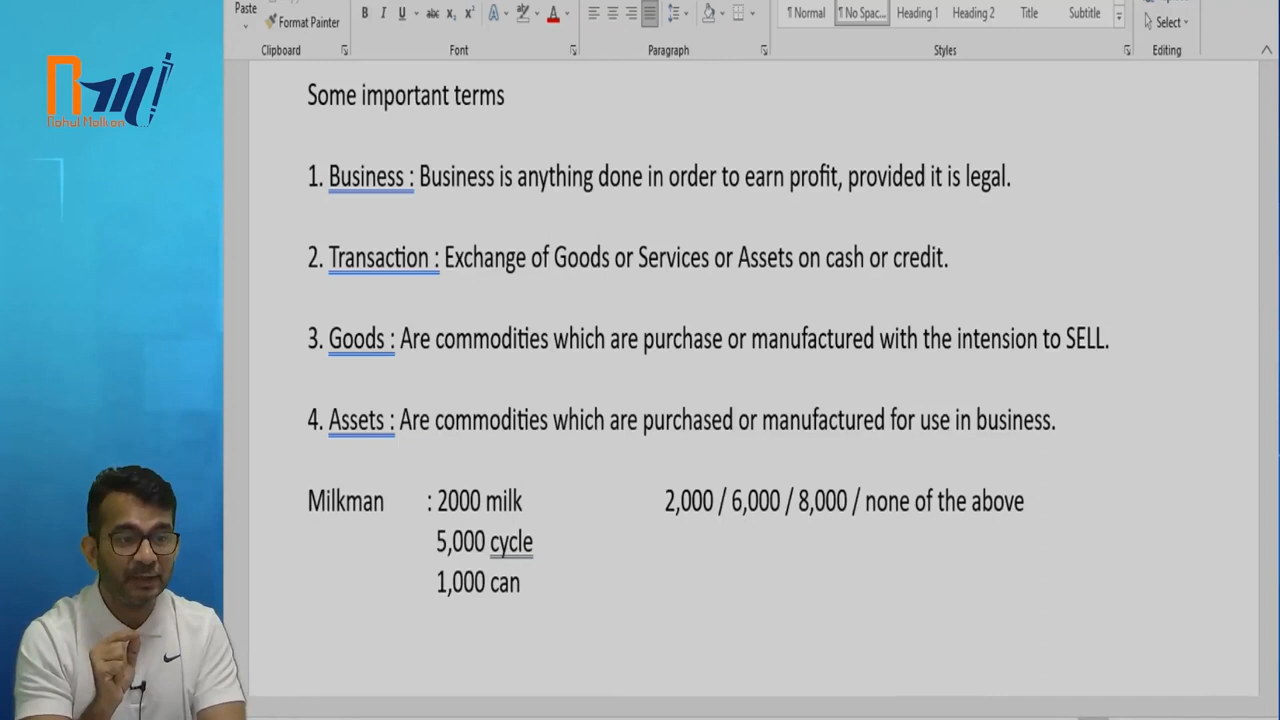 Paste
Format Painter
B I U abc x₂ x² A A
Normal
No Spac...
Heading 1
Heading 2
Title
Subtitle
Select
Clipboard
Font
Paragraph
Styles
Editing
Rahul Malkan
Some important terms
1. Business : Business is anything done in order to earn profit, provided it is legal.
2. Transaction : Exchange of Goods or Services or Assets on cash or credit.
3. Goods : Are commodities which are purchase or manufactured with the intension to SELL.
4. Assets : Are commodities which are purchased or manufactured for use in business.
Milkman : 2000 milk 2,000 / 6,000 / 8,000 / none of the above
5,000 cycle
1,000 can